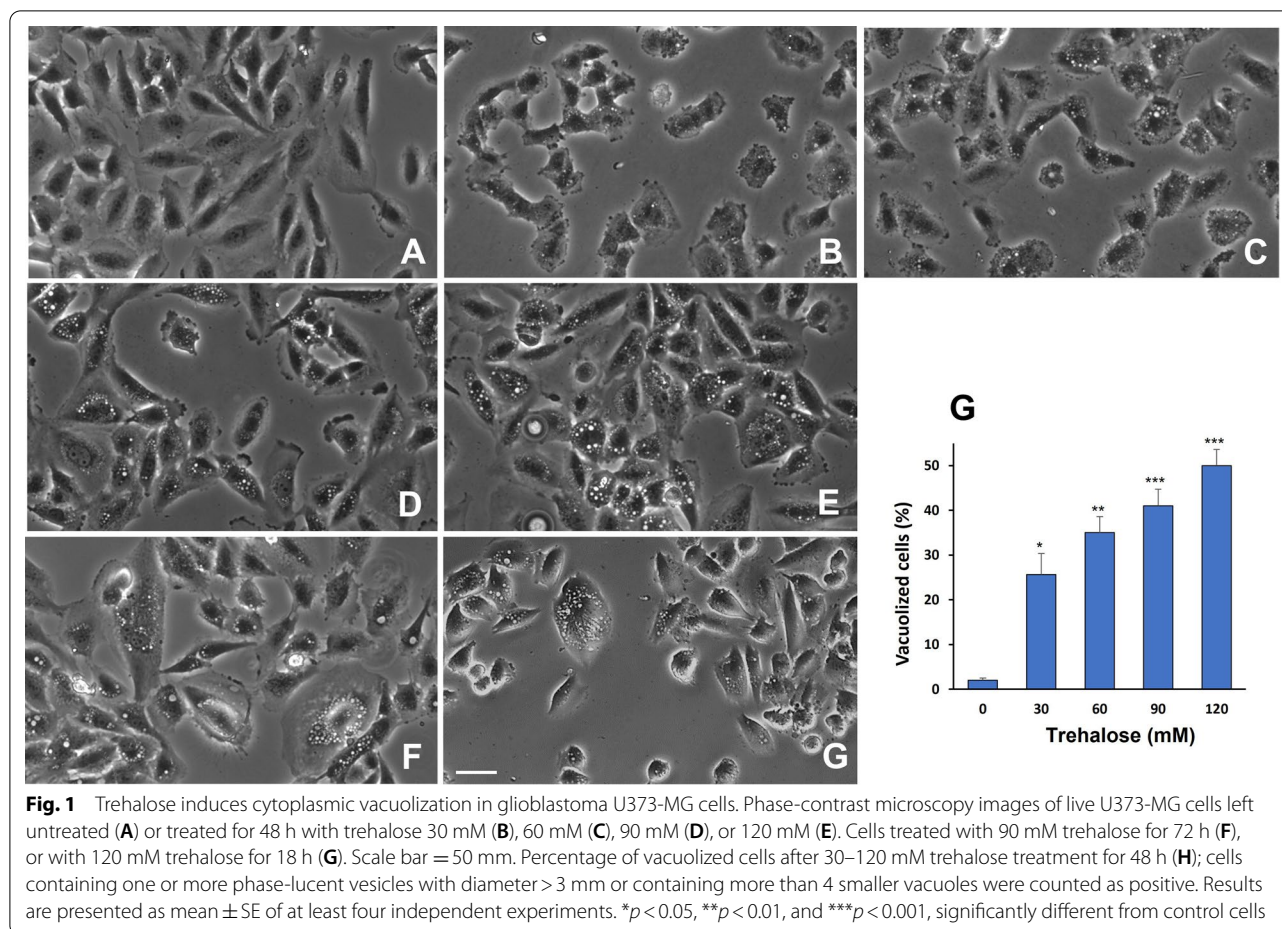 A
B
C
D
E
F
G
G
Vacuolized cells (%)
50
40
30
20
10
0
*
**
***
***
0 30 60 90 120
Trehalose (mM)
Fig. 1 Trehalose induces cytoplasmic vacuolization in glioblastoma U373-MG cells. Phase-contrast microscopy images of live U373-MG cells left
untreated (A) or treated for 48 h with trehalose 30 mM (B), 60 mM (C), 90 mM (D), or 120 mM (E). Cells treated with 90 mM trehalose for 72 h (F),
or with 120 mM trehalose for 18 h (G). Scale bar = 50 mm. Percentage of vacuolized cells after 30–120 mM trehalose treatment for 48 h (H); cells
containing one or more phase-lucent vesicles with diameter > 3 mm or containing more than 4 smaller vacuoles were counted as positive. Results
are presented as mean ± SE of at least four independent experiments. *p < 0.05, **p < 0.01, and ***p < 0.001, significantly different from control cells